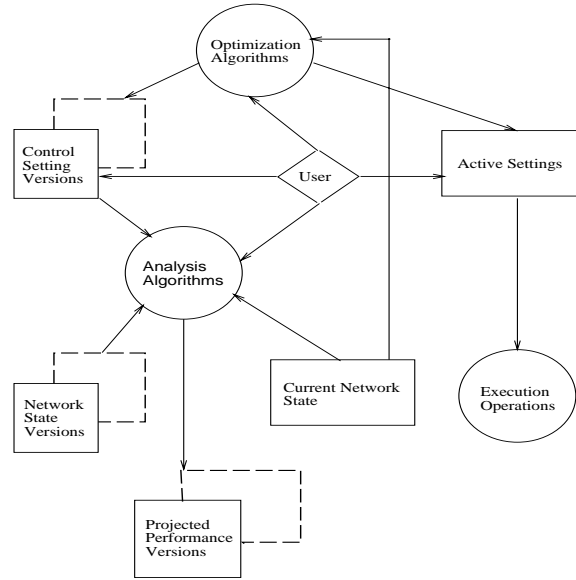 Optimization
Algorithms
Control
Setting
Versions
User
Active Settings
Analysis
Algorithms
Network
State
Versions
Current Network
State
Execution
Operations
Projected
Performance
Versions